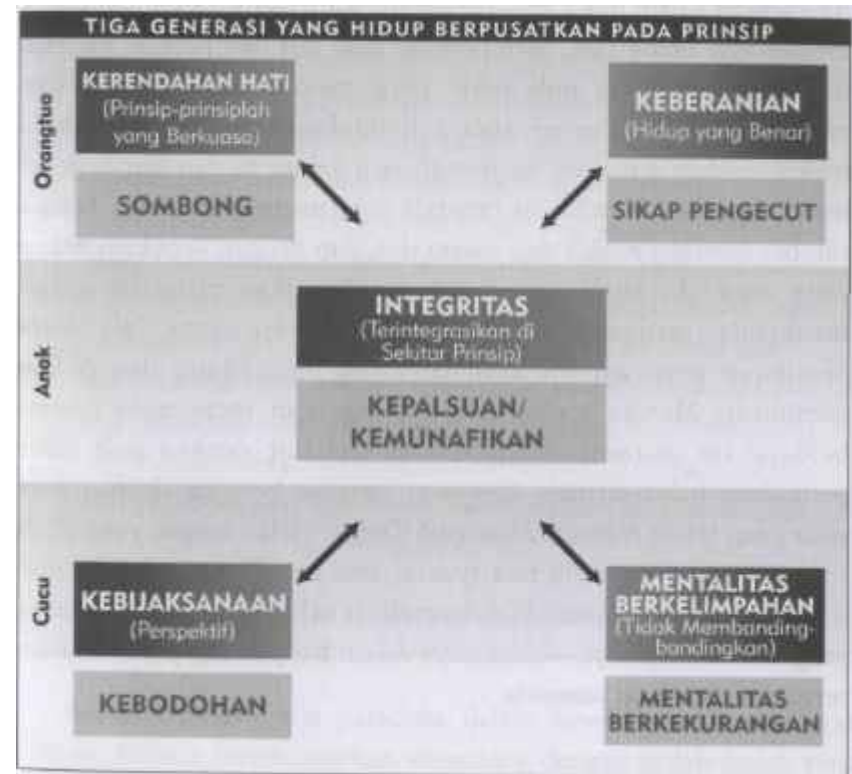 TIGA GENERASI YANG HIDUP BERPUSATKAN PADA PRINSIP
Orangtua
KERENDAHAN HATI
(Prinsip-prinsiplah
yang Berkuasa)
SOMBONG
KEBERANIAN
(Hidup yang Benar)
SIKAP PENGECUT
Anak
INTEGRITAS
(Terintegrasikan di
Sekitar Prinsip)
KEPALSUAN/
KEMUNAFIKAN
Cucu
KEBIJAKSANAAN
(Perspektif)
KEBODOHAN
MENTALITAS
BERKELIMPAHAN
(Tidak Membanding-
bandingkan)
MENTALITAS
BERKEKURANGAN